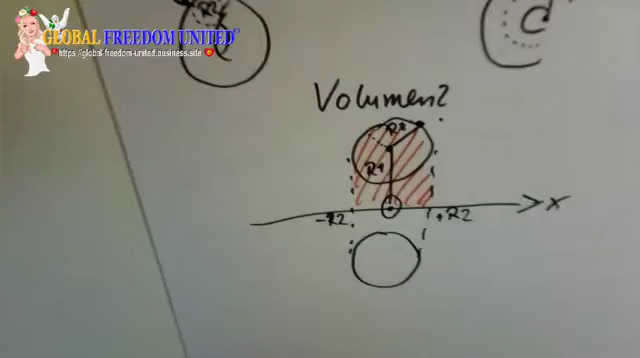 GLOBAL FREEDOM UNITED
https://global-freedom-united.business.site
Volumen?
R2
R1
x
-R2
+R2